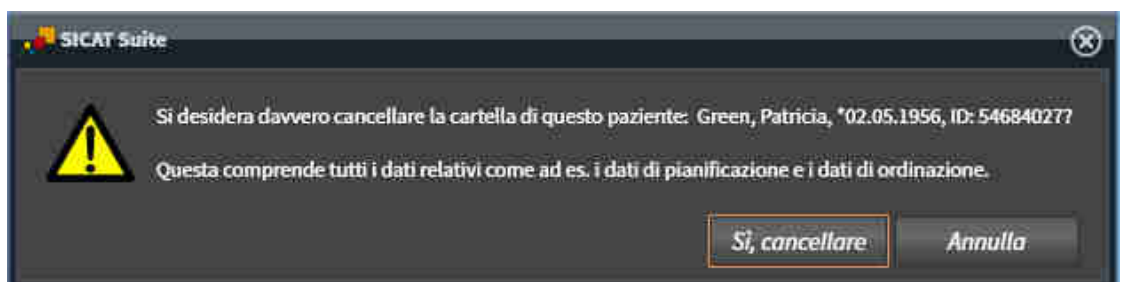 SICAT Suite
Si desidera davvero cancellare la cartella di questo paziente: Green, Patricia, *02.05.1956, ID: 54684027?
Questa comprende tutti i dati relativi come ad es. i dati di pianificazione e i dati di ordinazione.
Sì, cancellare
Annulla